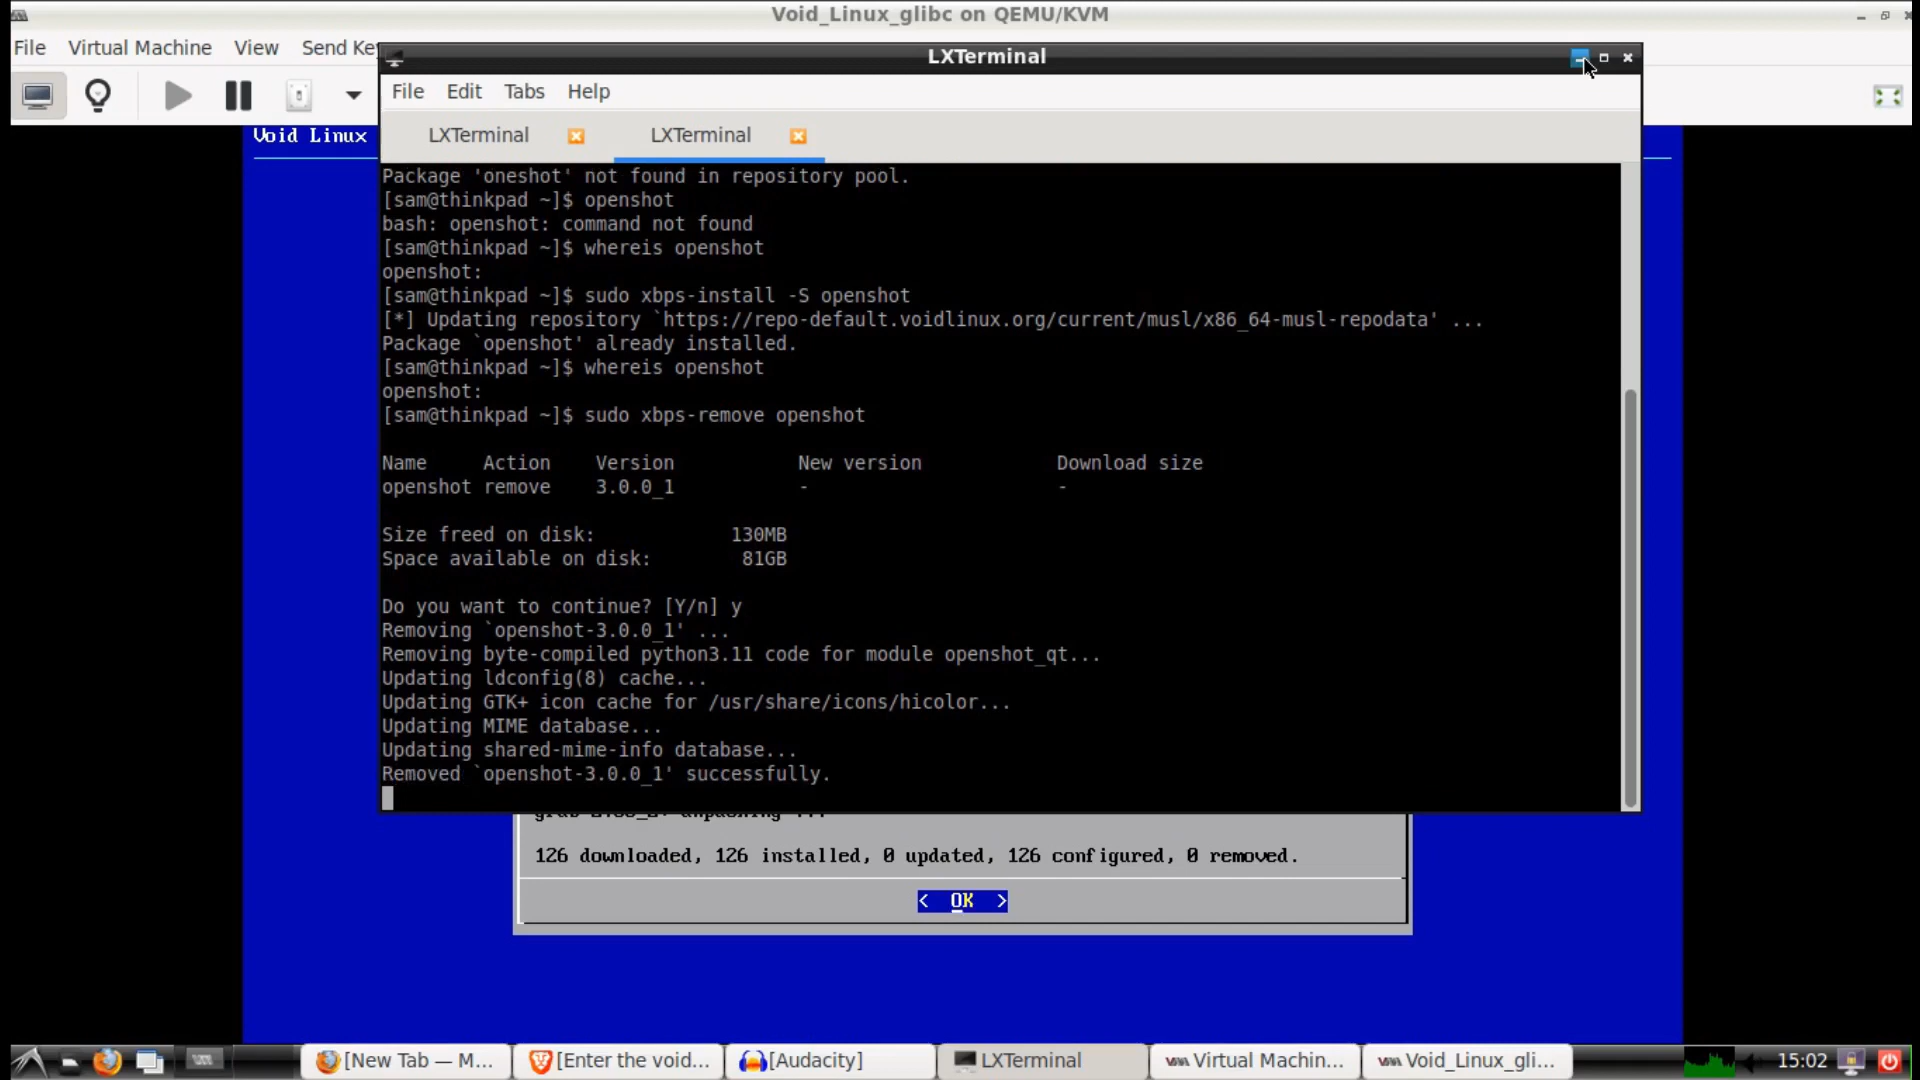 Void_Linux_glibc on QEMU/KVM
File Virtual Machine View Send Ke
LXTerminal
File Edit Tabs Help
LXTerminal LXTerminal
Void Linux
Package 'oneshot' not found in repository pool.
[sam@thinkpad ~]$ openshot
bash: openshot: command not found
[sam@thinkpad ~]$ whereis openshot
openshot:
[sam@thinkpad ~]$ sudo xbps-install -S openshot
[*] Updating repository `https://repo-default.voidlinux.org/current/musl/x86_64-musl-repodata' ...
Package `openshot' already installed.
[sam@thinkpad ~]$ whereis openshot
openshot:
[sam@thinkpad ~]$ sudo xbps-remove openshot
Name Action Version New version Download size
openshot remove 3.0.0_1 - -
Size freed on disk: 130MB
Space available on disk: 81GB
Do you want to continue? [Y/n] y
Removing `openshot-3.0.0_1' ...
Removing byte-compiled python3.11 code for module openshot_qt...
Updating ldconfig(8) cache...
Updating GTK+ icon cache for /usr/share/icons/hicolor...
Updating MIME database...
Updating shared-mime-info database...
Removed `openshot-3.0.0_1' successfully.
126 downloaded, 126 installed, 0 updated, 126 configured, 0 removed.
< OK >
[New Tab — M... [Enter the void... [Audacity] LXTerminal Virtual Machin... Void_Linux_gli... 15:02